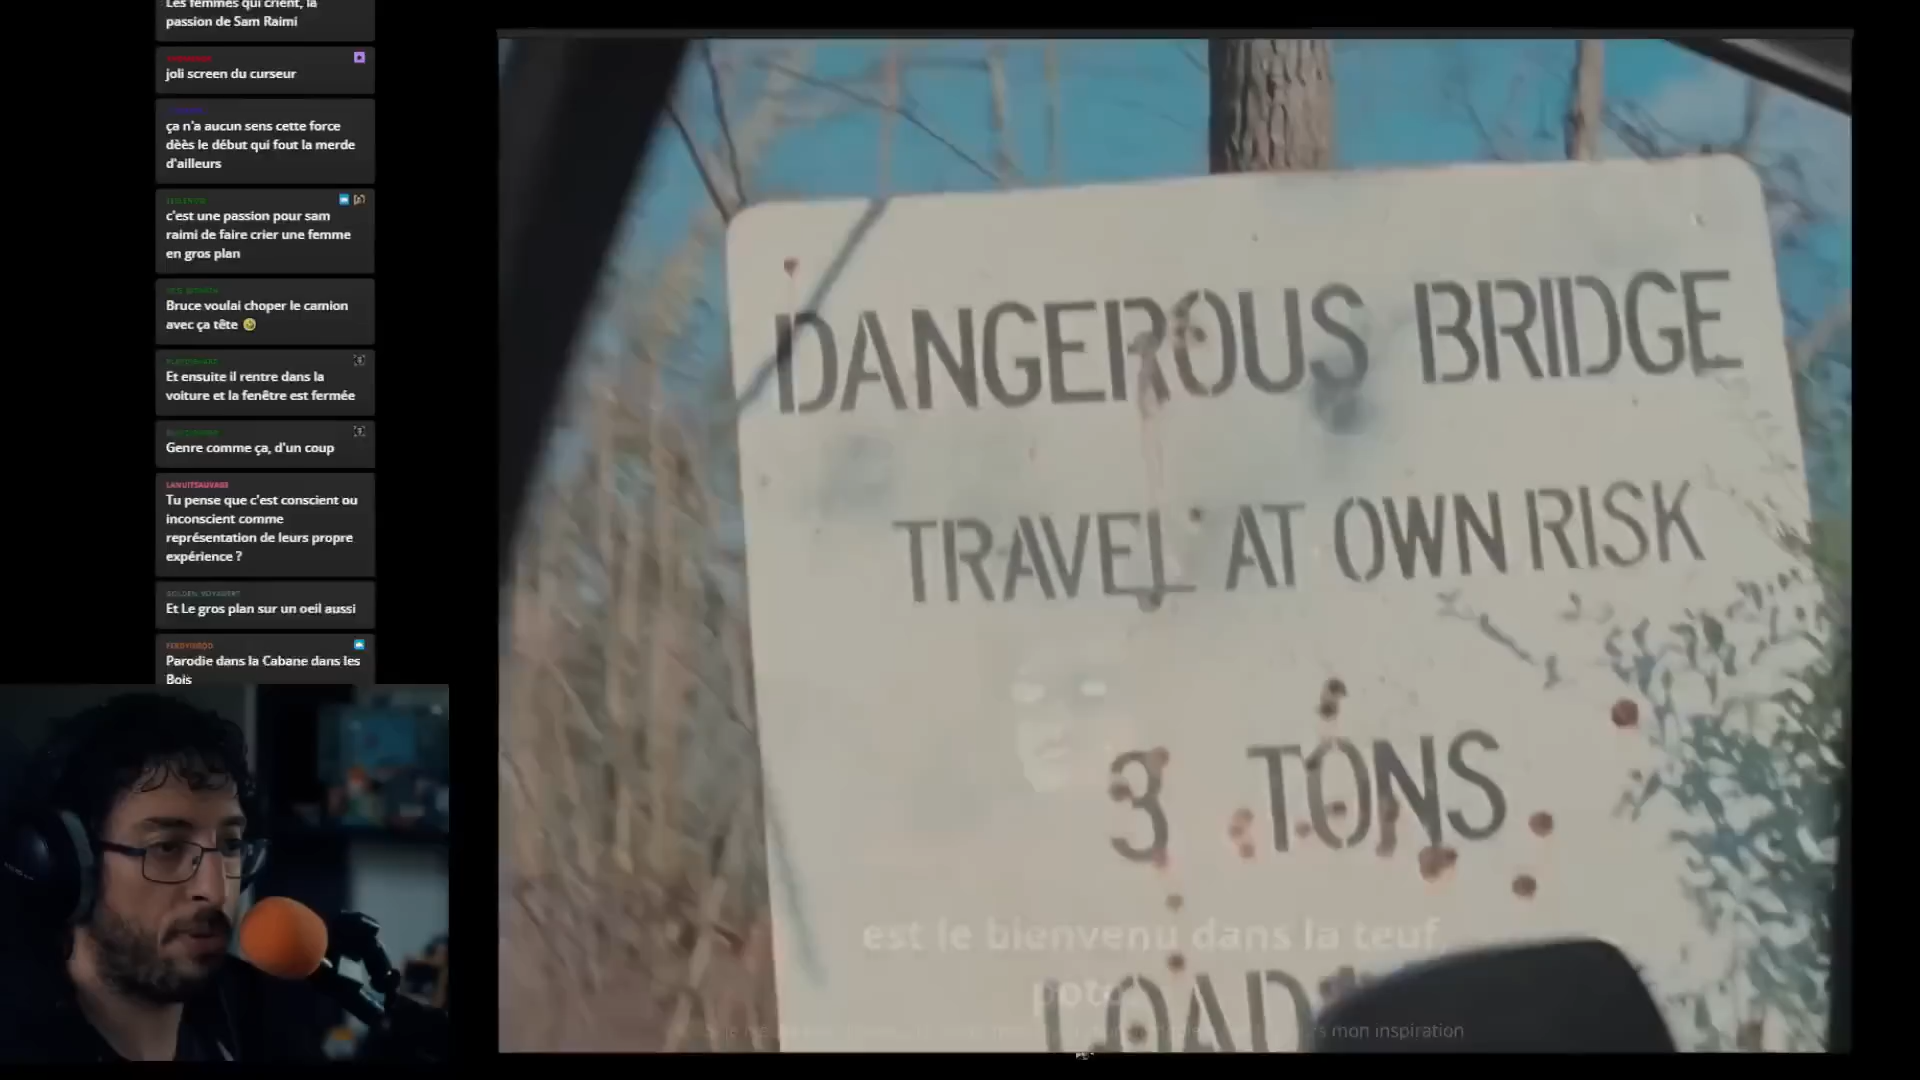 Les femmes qui crient, la
passion de Sam Raimi
joli screen du curseur
ça n'a aucun sens cette force
dèès le début qui fout la merde
d'ailleurs
c'est une passion pour sam
raimi de faire crier une femme
en gros plan
Bruce voulai choper le camion
avec ça tête
Et ensuite il rentre dans la
voiture et la fenêtre est fermée
Genre comme ça, d'un coup
LANUITSAUVAGE
Tu pense que c'est conscient ou
inconscient comme
représentation de leurs propre
expérience ?
Et Le gros plan sur un oeil aussi
Parodie dans la Cabane dans les
Bois
DANGEROUS BRIDGE
TRAVEL AT OWN RISK
3 TONS
est le bienvenu dans la teuf,
LOAD
mon inspiration